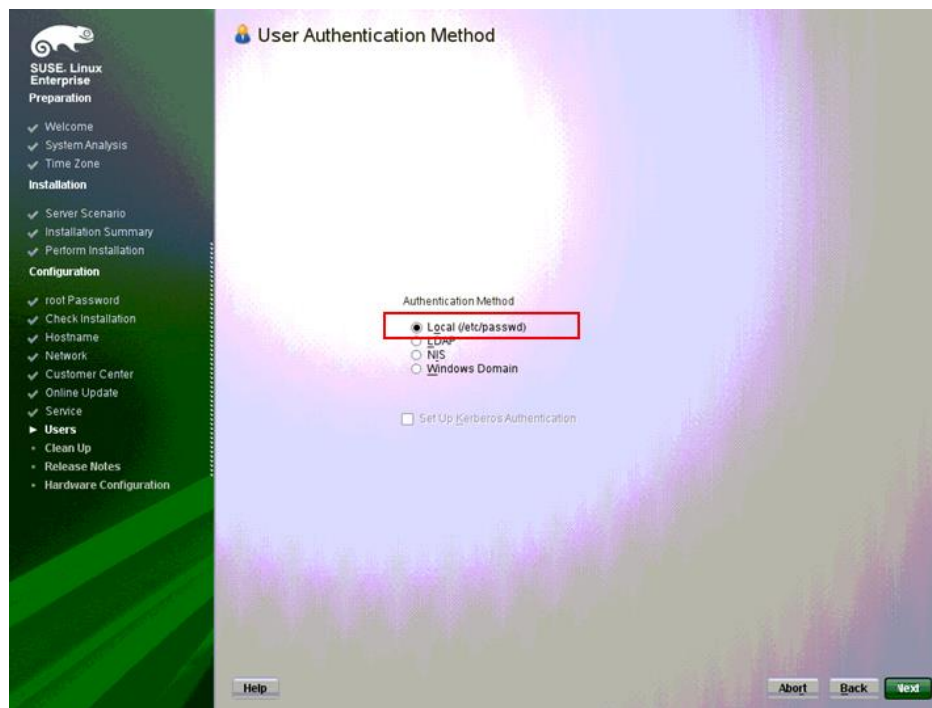 SUSE. Linux
Enterprise
Preparation
Welcome
System Analysis
Time Zone
Installation
Server Scenario
Installation Summary
Perform Installation
Configuration
root Password
Check Installation
Hostname
Network
Customer Center
Online Update
Service
Users
Clean Up
Release Notes
Hardware Configuration
User Authentication Method
Authentication Method
Local (/etc/passwd)
LDAP
NIS
Windows Domain
Set Up Kerberos Authentication
Help
Abort
Back
Next